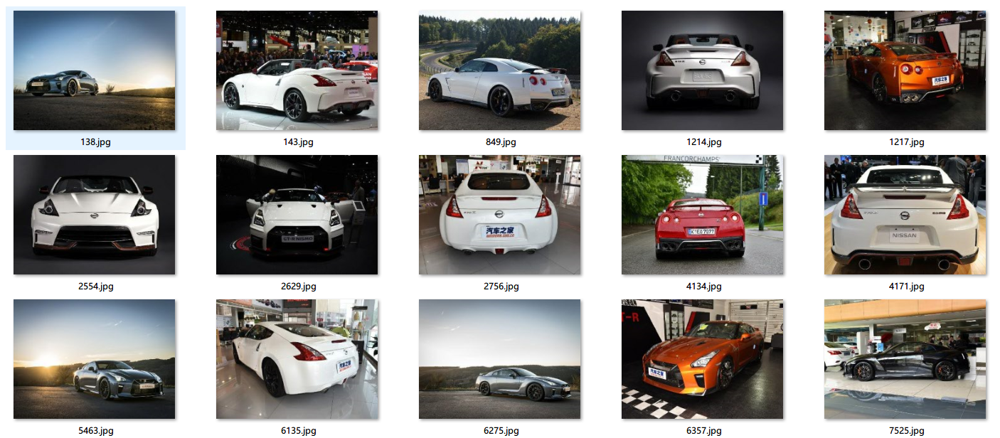 138.jpg
143.jpg
849.jpg
1214.jpg
1217.jpg
汽车之家
FRANCORCHAMPS
汽车之家
K EO 7077
NISSAN
GT-R NISMO
2554.jpg
2629.jpg
2756.jpg
4134.jpg
4171.jpg
T-R
汽车之家
汽车之家
5463.jpg
6135.jpg
6275.jpg
6357.jpg
7525.jpg